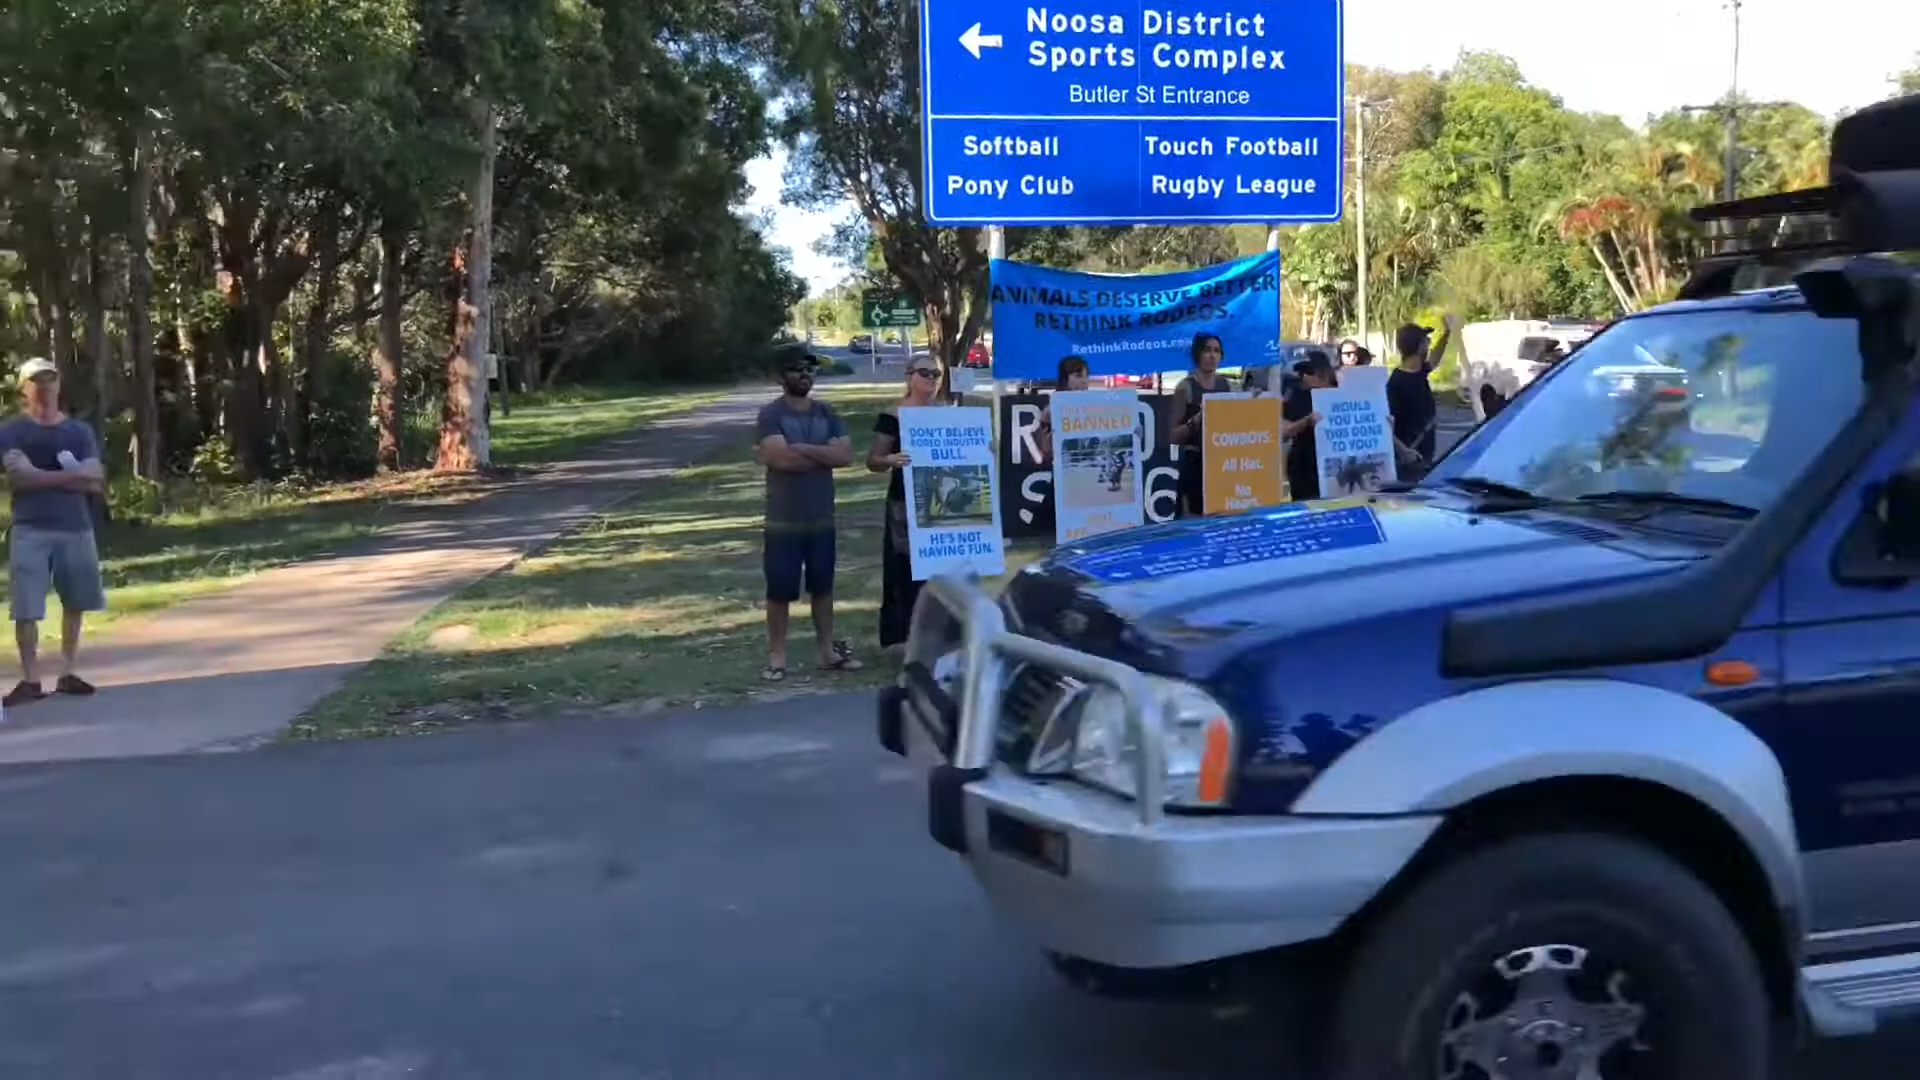 Noosa District
Sports Complex
Butler St Entrance
Softball
Touch Football
Pony Club
Rugby League
ANIMALS DESERVE BETTER
RETHINK RODEOS.
DON'T BELIEVE
RODEO INDUSTRY
BULL.
HE'S NOT
HAVING FUN.
BANNED
COWBOYS:
All Hat.
No
Heart.
WOULD
YOU LIKE
THIS DONE
TO YOU?